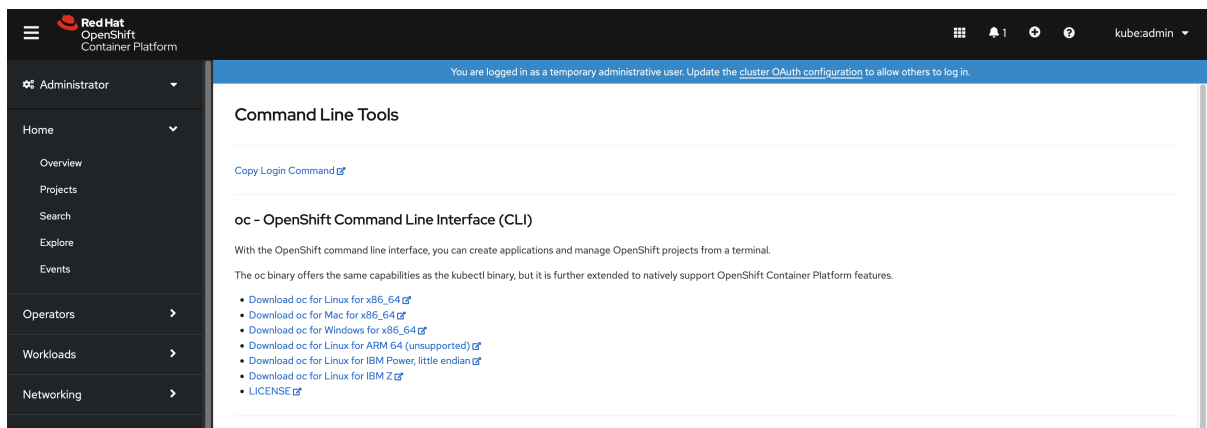 Red Hat
OpenShift
Container Platform
1
kube:admin
You are logged in as a temporary administrative user. Update the cluster OAuth configuration to allow others to log in.
Administrator
Home
Overview
Projects
Search
Explore
Events
Operators
Workloads
Networking
Command Line Tools
Copy Login Command
oc - OpenShift Command Line Interface (CLI)
With the OpenShift command line interface, you can create applications and manage OpenShift projects from a terminal.
The oc binary offers the same capabilities as the kubectl binary, but it is further extended to natively support OpenShift Container Platform features.
• Download oc for Linux for x86_64
• Download oc for Mac for x86_64
• Download oc for Windows for x86_64
• Download oc for Linux for ARM 64 (unsupported)
• Download oc for Linux for IBM Power, little endian
• Download oc for Linux for IBM Z
• LICENSE